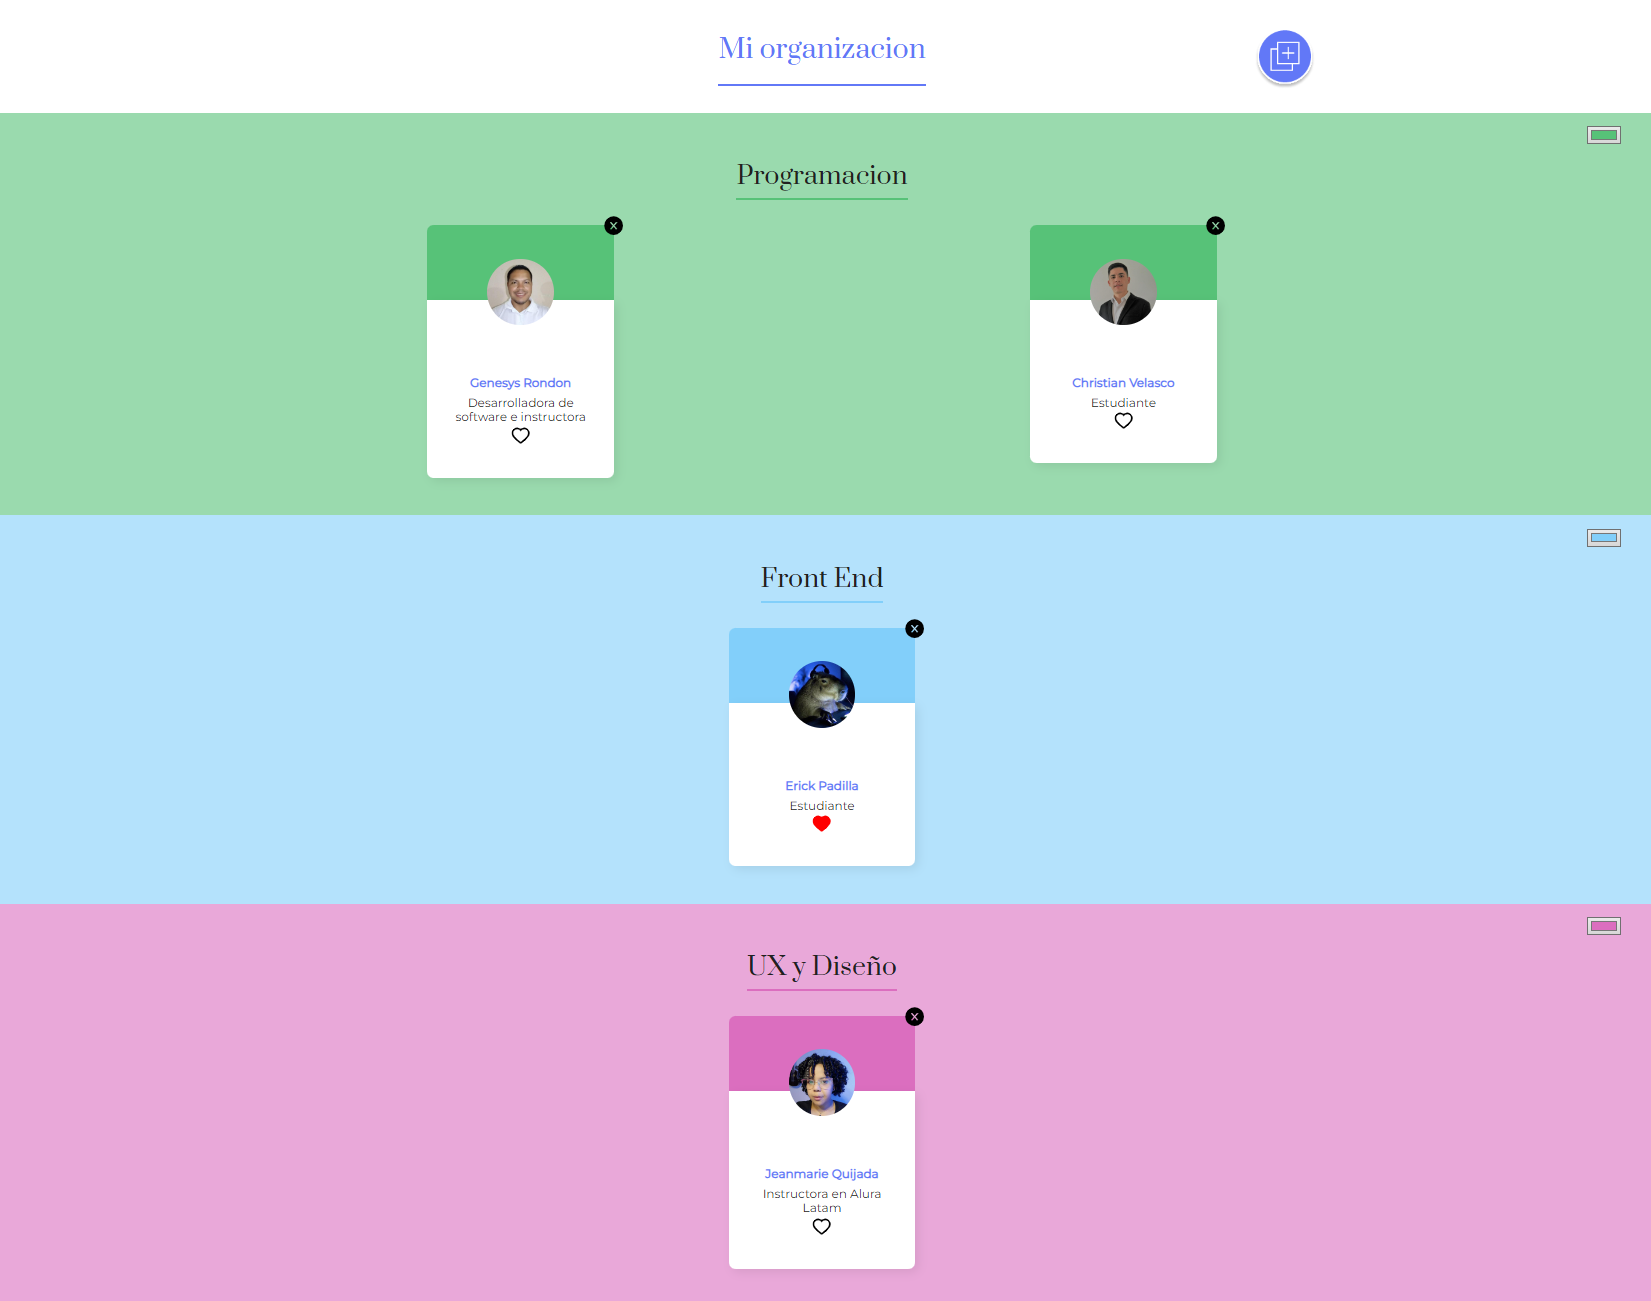 Mi organizacion
Programacion
Genesys Rondon
Desarrolladora de
software e instructora
Christian Velasco
Estudiante
Front End
Erick Padilla
Estudiante
UX y Diseño
Jeanmarie Quijada
Instructora en Alura
Latam